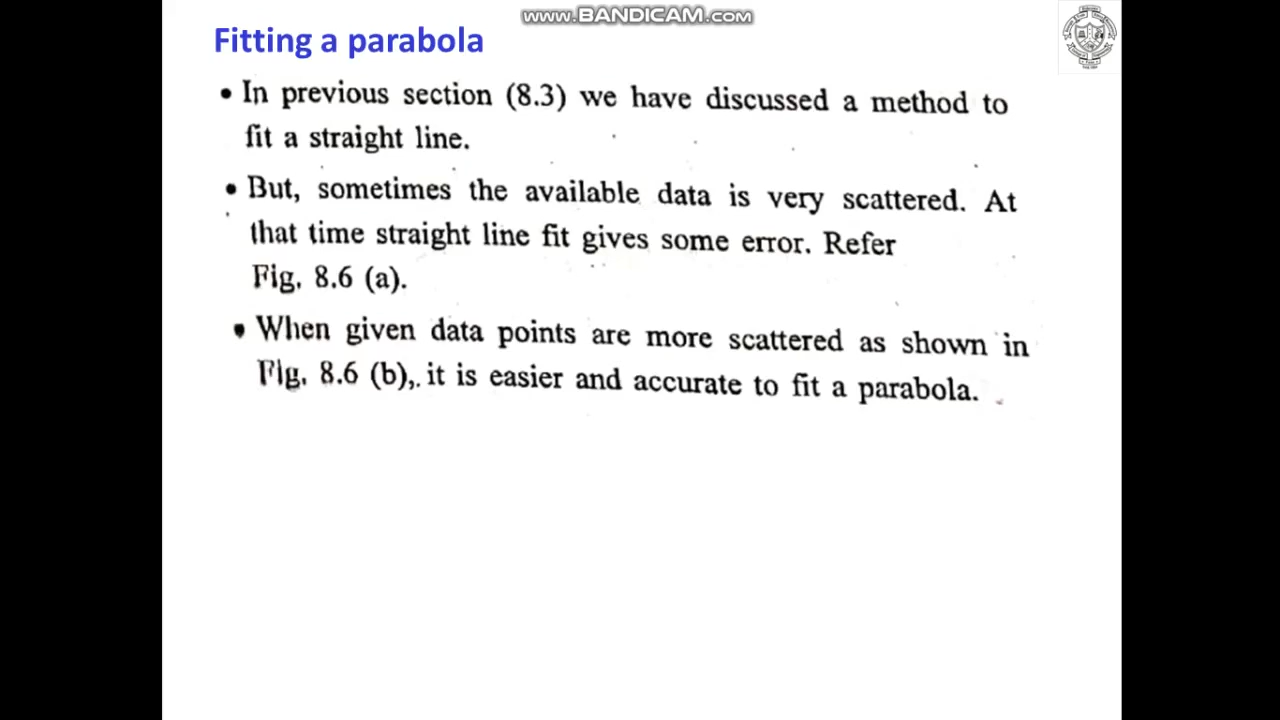 www.BANDICAM.com
Fitting a parabola
• In previous section (8.3) we have discussed a method to
fit a straight line.
• But, sometimes the available data is very scattered. At
that time straight line fit gives some error. Refer
Fig. 8.6 (a).
• When given data points are more scattered as shown in
Fig. 8.6 (b), it is easier and accurate to fit a parabola.